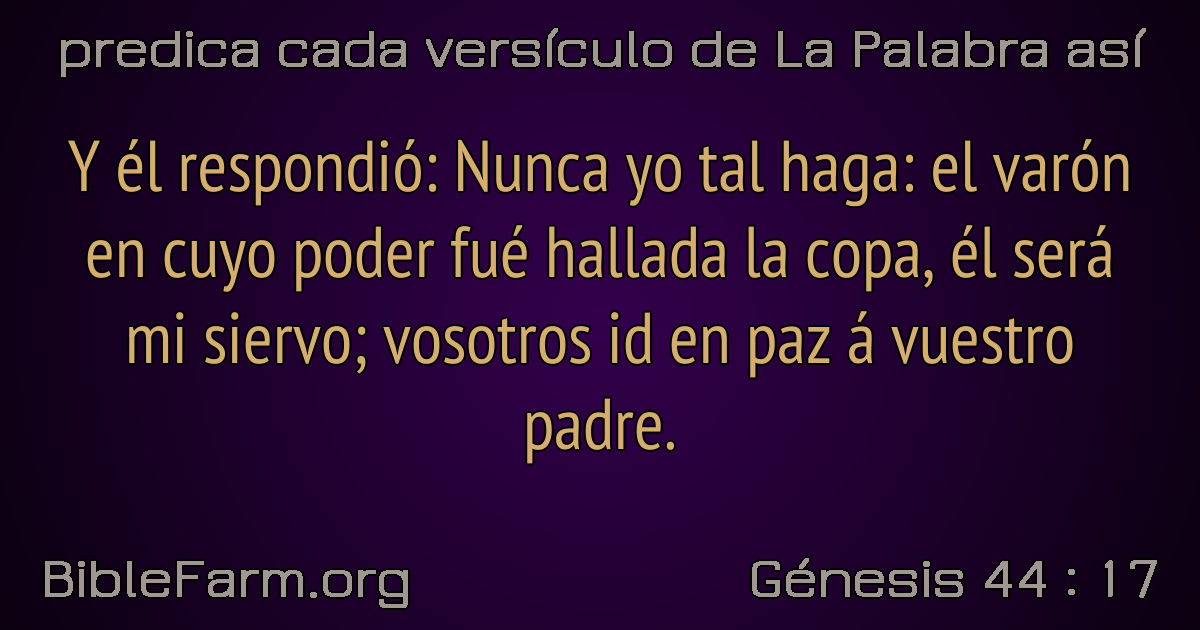 predica cada versículo de La Palabra así
Y él respondió: Nunca yo tal haga: el varón
en cuyo poder fué hallada la copa, él será
mi siervo; vosotros id en paz á vuestro
padre.
BibleFarm.org
Génesis 44 : 17